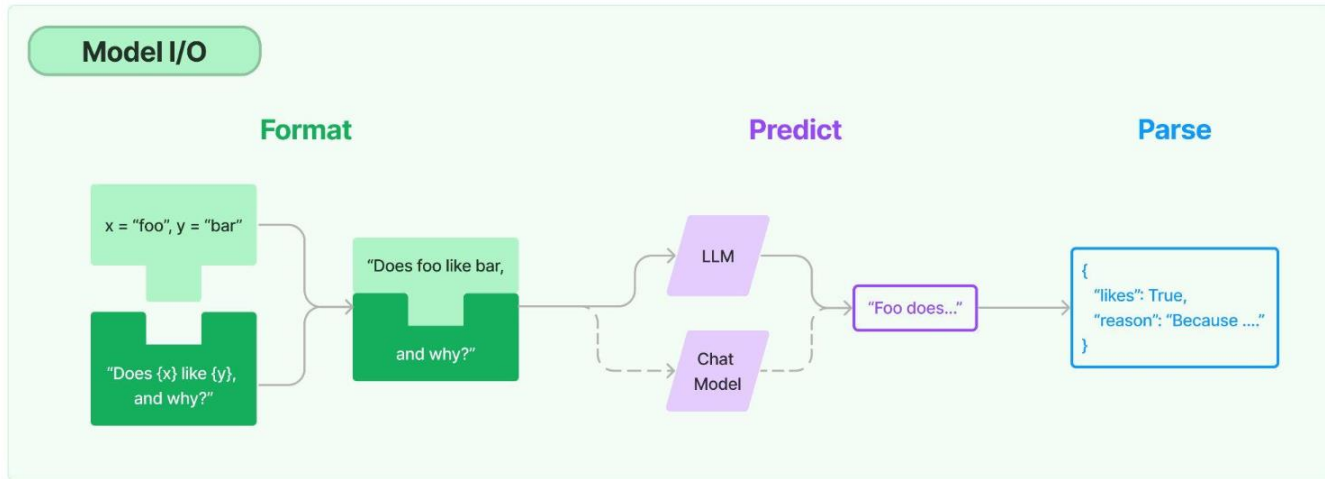 Model I/O
Format
Predict
Parse
x = “foo”, y = “bar”
“Does {x} like {y},
and why?”
“Does foo like bar,
and why?”
LLM
Chat
Model
“Foo does...”
{
“likes”: True,
“reason”: “Because ....”
}